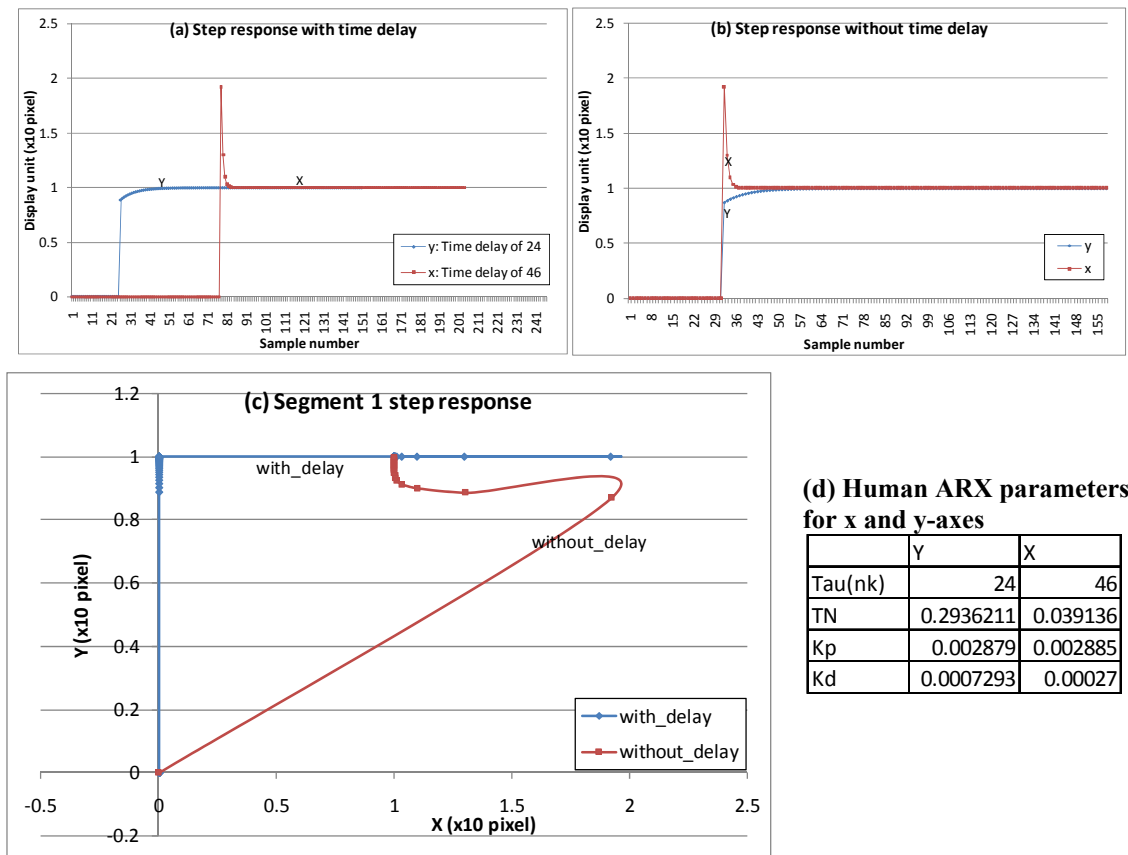 (a) Step response with time delay
Display unit (x10 pixel)
2.5
2
1.5
1
0.5
0
Y
X
y: Time delay of 24
x: Time delay of 46
1 11 21 31 41 51 61 71 81 91 101 111 121 131 141 151 161 171 181 191 201 211 221 231 241
Sample number
(b) Step response without time delay
Display unit (x10 pixel)
2.5
2
1.5
1
0.5
0
X
Y
y
x
1 8 15 22 29 36 43 50 57 64 71 78 85 92 99 106 113 120 127 134 141 148 155
Sample number
(c) Segment 1 step response
Y (x10 pixel)
1.2
1
0.8
0.6
0.4
0.2
0
-0.2
with_delay
without_delay
with_delay
without_delay
-0.5 0 0.5 1 1.5 2 2.5
X (x10 pixel)
(d) Human ARX parameters
for x and y-axes
Y X
Tau(nk) 24 46
TN 0.2936211 0.039136
Kp 0.002879 0.002885
Kd 0.0007293 0.00027